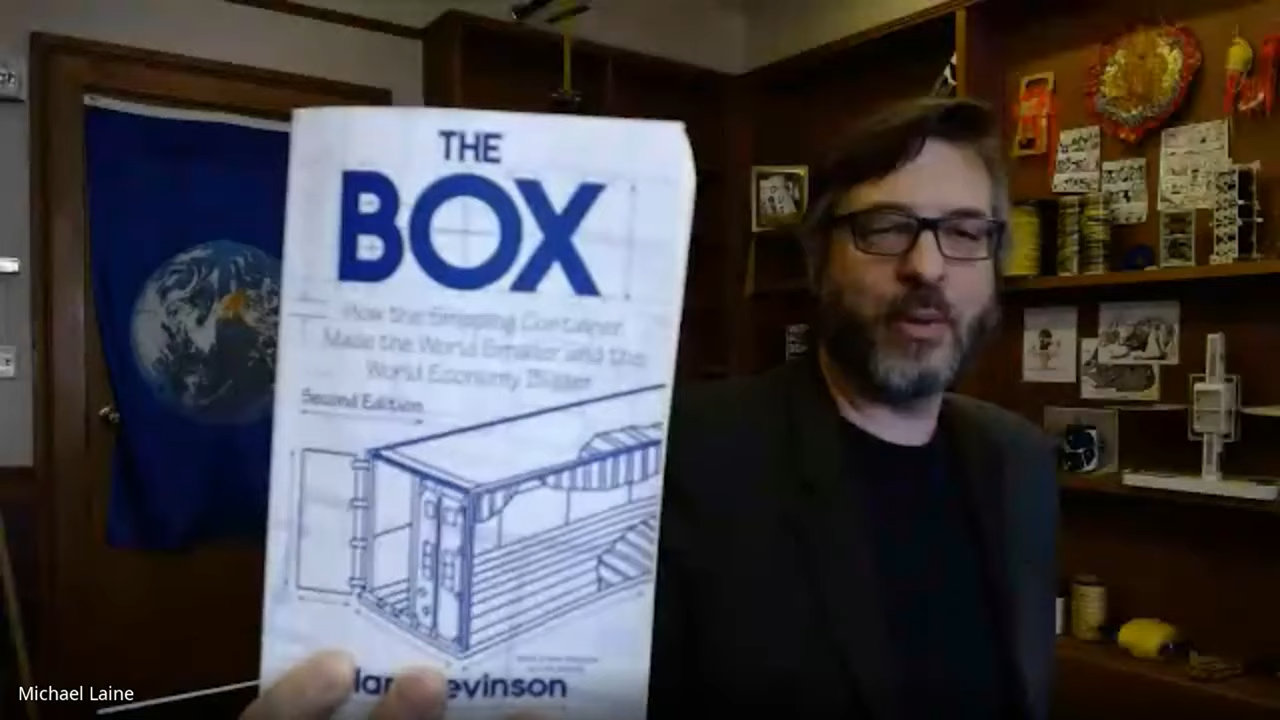 THE
BOX
How the Shipping Container
Made the World Smaller and the
World Economy Bigger
Second Edition
evinson
Michael Laine